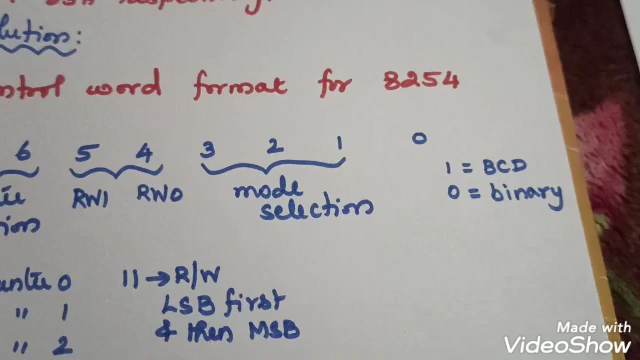 Solution:
control word format for 8254
6 5 4 3 2 1 0
RW1 RW0 mode selection
1 = BCD
0 = binary
0 11 → R/W
" 1 LSB first
" 2 & then MSB
Made with
VideoShow